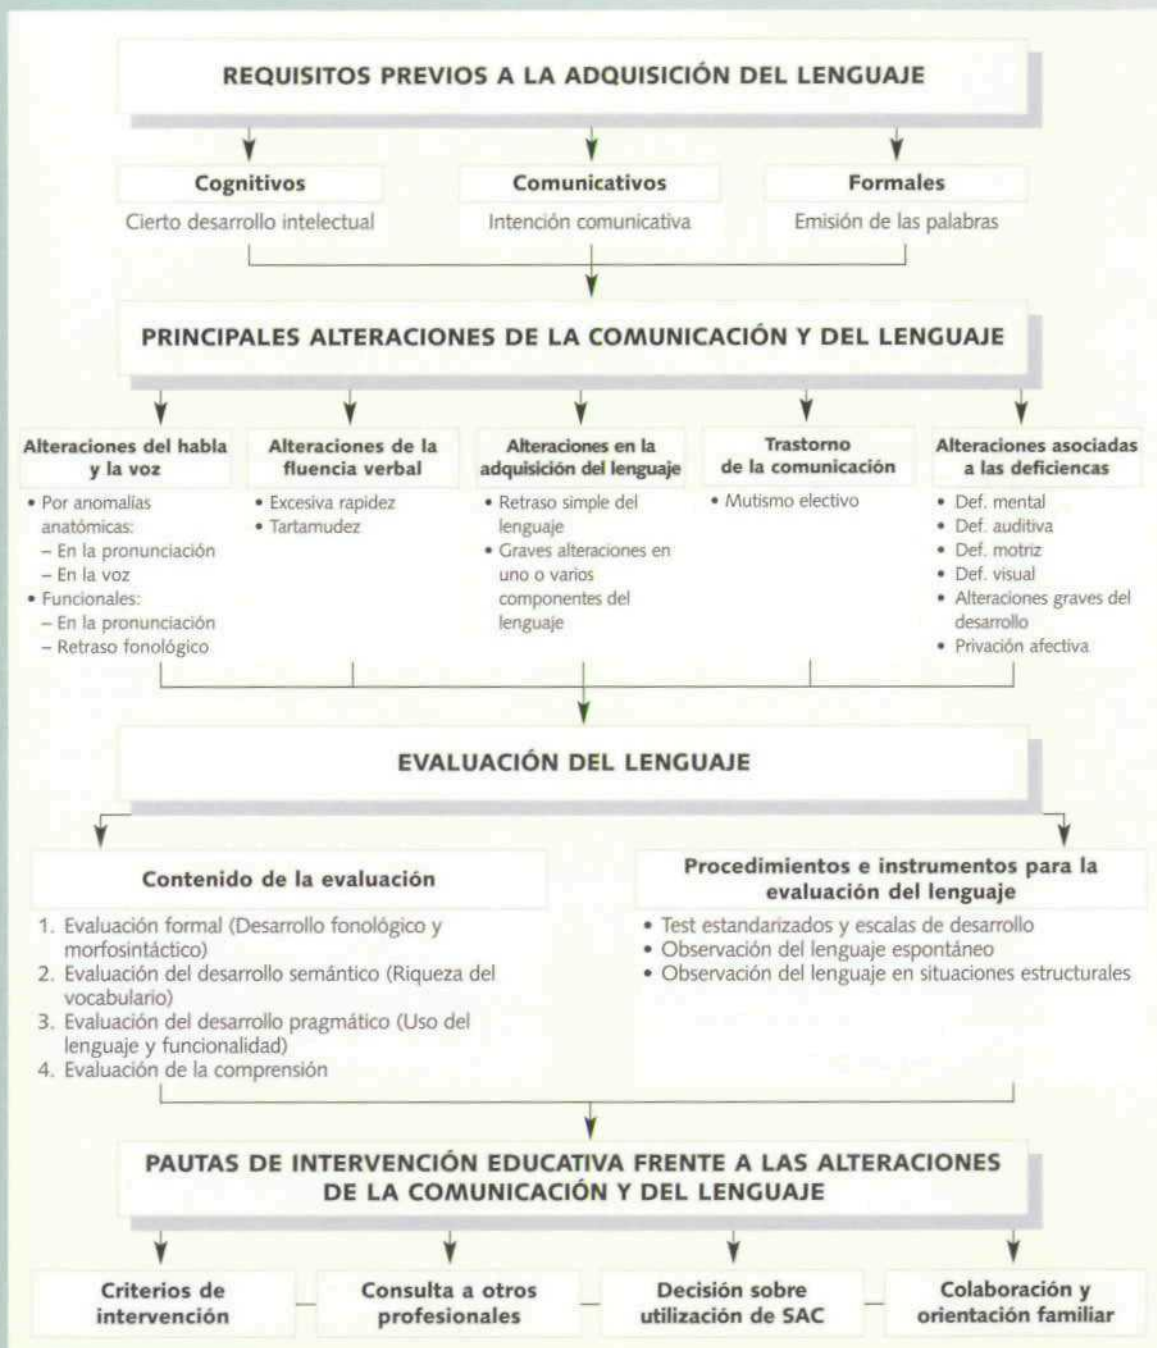 REQUISITOS PREVIOS A LA ADQUISICIÓN DEL LENGUAJE
Cognitivos
Cierto desarrollo intelectual
Comunicativos
Intención comunicativa
Formales
Emisión de las palabras
PRINCIPALES ALTERACIONES DE LA COMUNICACIÓN Y DEL LENGUAJE
Alteraciones del habla
y la voz
• Por anomalías
anatómicas:
– En la pronunciación
– En la voz
• Funcionales:
– En la pronunciación
– Retraso fonológico
Alteraciones de la
fluencia verbal
• Excesiva rapidez
• Tartamudez
Alteraciones en la
adquisición del lenguaje
• Retraso simple del
lenguaje
• Graves alteraciones en
uno o varios
componentes del
lenguaje
Trastorno
de la comunicación
• Mutismo electivo
Alteraciones asociadas
a las deficiencas
• Def. mental
• Def. auditiva
• Def. motriz
• Def. visual
• Alteraciones graves del
desarrollo
• Privación afectiva
EVALUACIÓN DEL LENGUAJE
Contenido de la evaluación
1. Evaluación formal (Desarrollo fonológico y
morfosintáctico)
2. Evaluación del desarrollo semántico (Riqueza del
vocabulario)
3. Evaluación del desarrollo pragmático (Uso del
lenguaje y funcionalidad)
4. Evaluación de la comprensión
Procedimientos e instrumentos para la
evaluación del lenguaje
• Test estandarizados y escalas de desarrollo
• Observación del lenguaje espontáneo
• Observación del lenguaje en situaciones estructurales
PAUTAS DE INTERVENCIÓN EDUCATIVA FRENTE A LAS ALTERACIONES
DE LA COMUNICACIÓN Y DEL LENGUAJE
Criterios de
intervención
Consulta a otros
profesionales
Decisión sobre
utilización de SAC
Colaboración y
orientación familiar